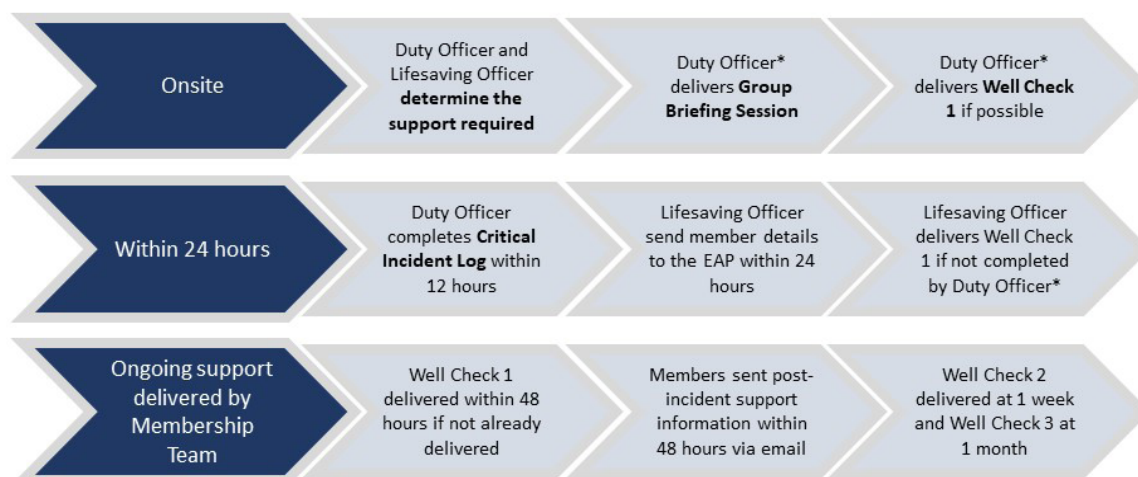 Onsite
Duty Officer and
Lifesaving Officer
determine the
support required
Duty Officer*
delivers Group
Briefing Session
Duty Officer*
delivers Well Check
1 if possible
Within 24 hours
Duty Officer
completes Critical
Incident Log within
12 hours
Lifesaving Officer
send member details
to the EAP within 24
hours
Lifesaving Officer
delivers Well Check
1 if not completed
by Duty Officer*
Ongoing support
delivered by
Membership
Team
Well Check 1
delivered within 48
hours if not already
delivered
Members sent post-
incident support
information within
48 hours via email
Well Check 2
delivered at 1 week
and Well Check 3 at
1 month